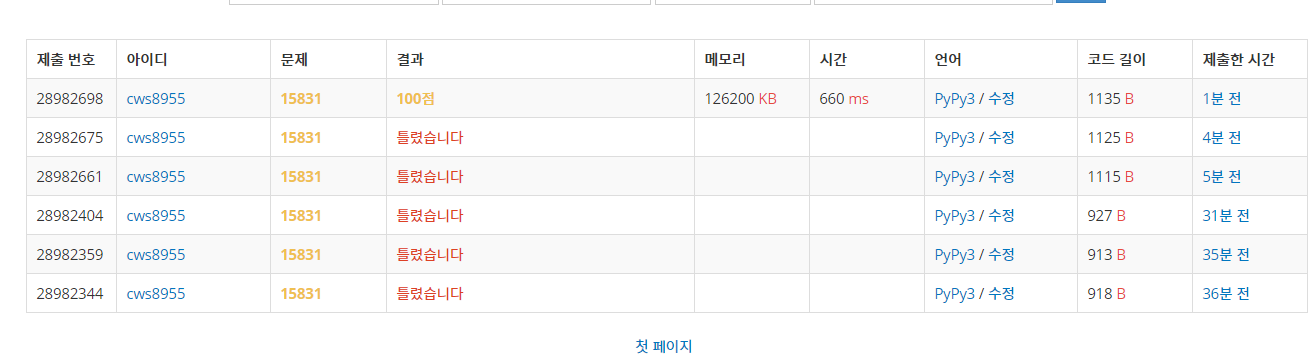 제출 번호 아이디 문제 결과 메모리 시간 언어 코드 길이 제출한 시간
28982698 cws8955 15831 100점 126200 KB 660 ms PyPy3 / 수정 1135 B 1분 전
28982675 cws8955 15831 틀렸습니다 PyPy3 / 수정 1125 B 4분 전
28982661 cws8955 15831 틀렸습니다 PyPy3 / 수정 1115 B 5분 전
28982404 cws8955 15831 틀렸습니다 PyPy3 / 수정 927 B 31분 전
28982359 cws8955 15831 틀렸습니다 PyPy3 / 수정 913 B 35분 전
28982344 cws8955 15831 틀렸습니다 PyPy3 / 수정 918 B 36분 전
첫 페이지